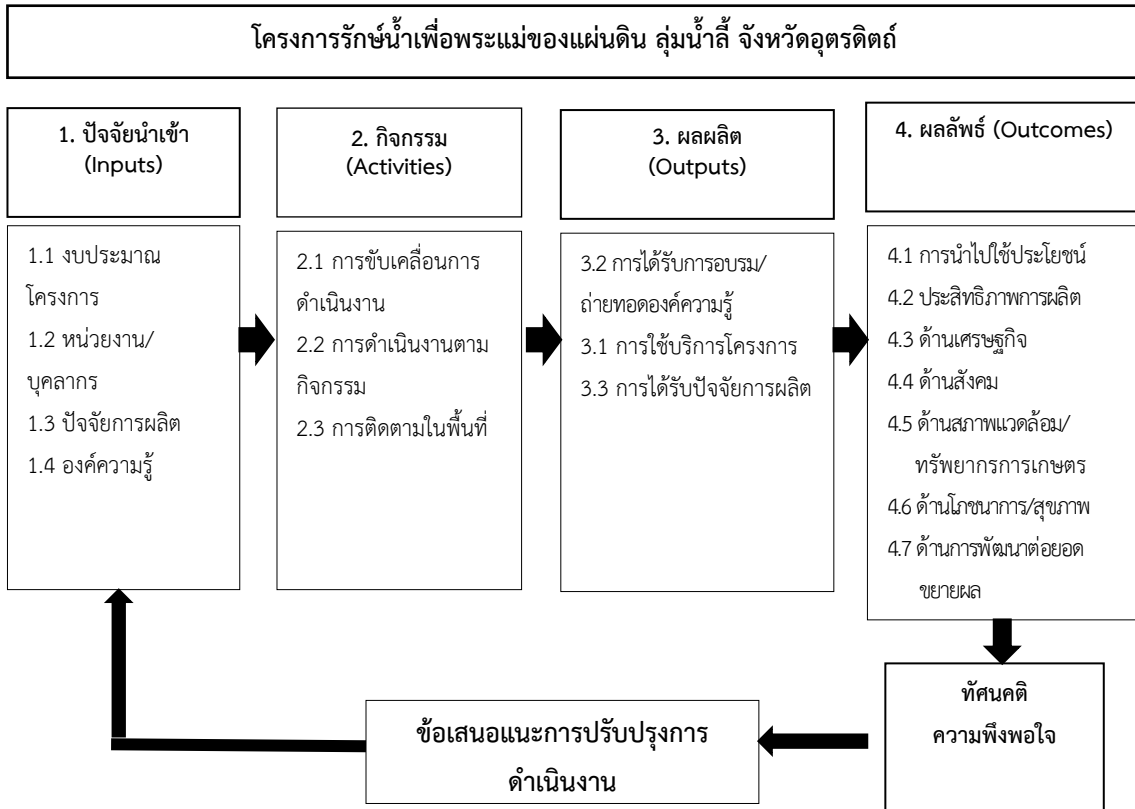 โครงการรักษ์น้ำเพื่อพระแม่ของแผ่นดิน ลุ่มน้ำลี้ จังหวัดอุตรดิตถ์
1. ปัจจัยนำเข้า
(Inputs)
1.1 งบประมาณ
โครงการ
1.2 หน่วยงาน/
บุคลากร
1.3 ปัจจัยการผลิต
1.4 องค์ความรู้
2. กิจกรรม
(Activities)
2.1 การขับเคลื่อนการ
ดำเนินงาน
2.2 การดำเนินงานตาม
กิจกรรม
2.3 การติดตามในพื้นที่
3. ผลผลิต
(Outputs)
3.2 การได้รับการอบรม/
ถ่ายทอดองค์ความรู้
3.1 การใช้บริการโครงการ
3.3 การได้รับปัจจัยการผลิต
4. ผลลัพธ์ (Outcomes)
4.1 การนำไปใช้ประโยชน์
4.2 ประสิทธิภาพการผลิต
4.3 ด้านเศรษฐกิจ
4.4 ด้านสังคม
4.5 ด้านสภาพแวดล้อม/
ทรัพยากรการเกษตร
4.6 ด้านโภชนาการ/สุขภาพ
4.7 ด้านการพัฒนาต่อยอด
ขยายผล
ทัศนคติ
ความพึงพอใจ
ข้อเสนอแนะการปรับปรุงการ
ดำเนินงาน